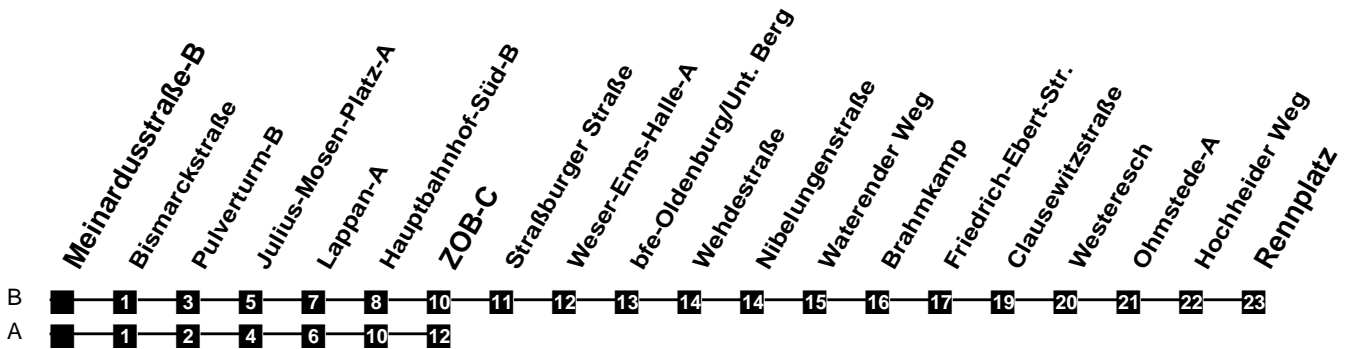 Meinardusstraße-B
Bismarckstraße
Pulverturm-B
Julius-Mosen-Platz-A
Lappan-A
Hauptbahnhof-Süd-B
ZOB-C
Straßburger Straße
Weser-Ems-Halle-A
bfe-Oldenburg/Unt. Berg
Wehdestraße
Nibelungenstraße
Waterender Weg
Brahmkamp
Friedrich-Ebert-Str.
Clausewitzstraße
Westeresch
Ohmstede-A
Hochheider Weg
Rennplatz
B 1 3 5 7 8 10 11 12 13 14 14 15 16 17 19 20 21 22 23
A 1 2 4 6 10 12